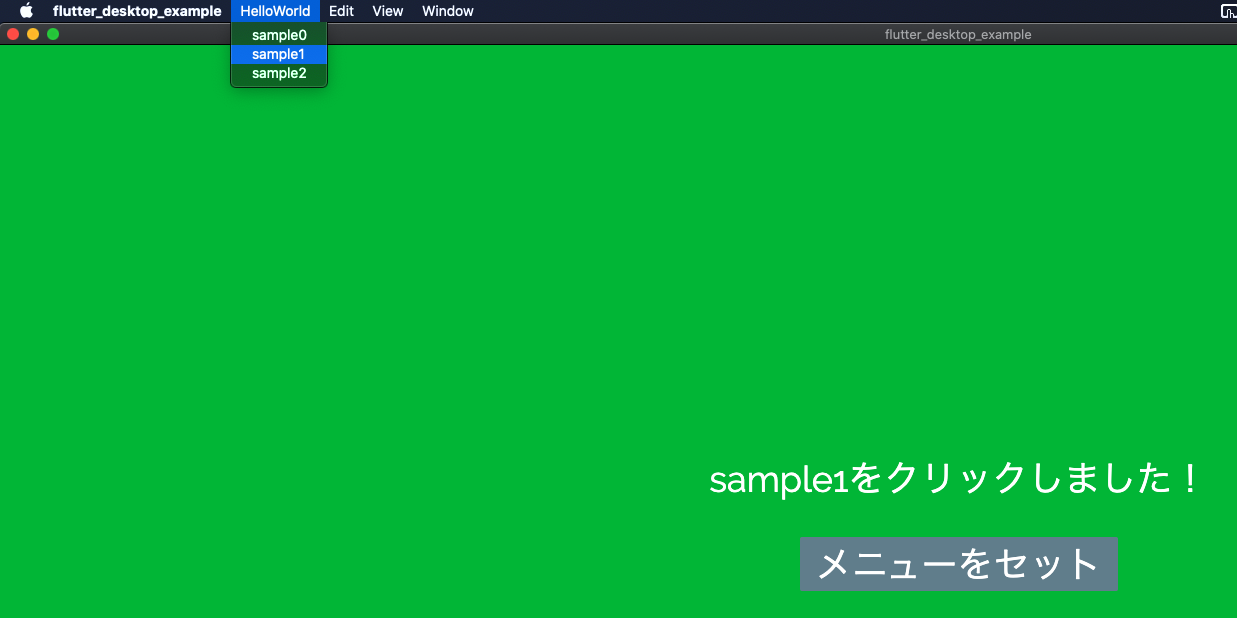 flutter_desktop_example HelloWorld Edit View Window
flutter_desktop_example
sample0
sample1
sample2
sample1をクリックしました！
メニューをセット